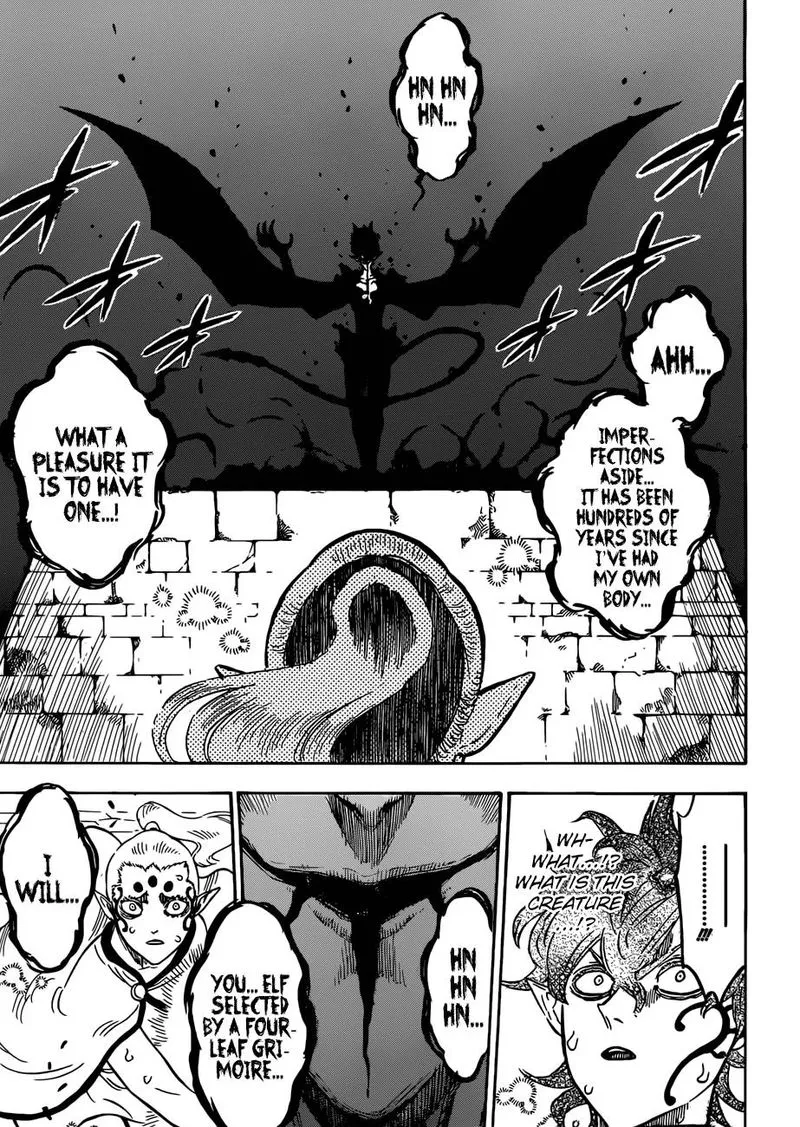 HN HN
HN...
AHH...
IMPER-
FECTIONS
ASIDE...
IT HAS BEEN
HUNDREDS OF
YEARS SINCE
I'VE HAD
MY OWN
BODY...
WHAT A
PLEASURE IT
IS TO HAVE
ONE...!
..........!!!
WH-
WHAT...!?
WHAT IS THIS
CREATURE
...!?
HN
HN
HN...
YOU... ELF
SELECTED
BY A FOUR-
LEAF GRI-
MOIRE...
I
WILL...